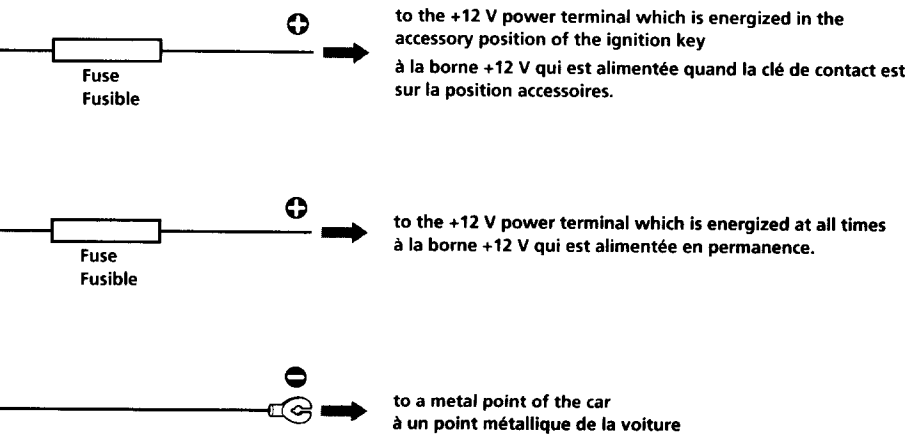 to the +12 V power terminal which is energized in the
accessory position of the ignition key
à la borne +12 V qui est alimentée quand la clé de contact est
sur la position accessoires.
Fuse
Fusible
to the +12 V power terminal which is energized at all times
à la borne +12 V qui est alimentée en permanence.
Fuse
Fusible
to a metal point of the car
à un point métallique de la voiture